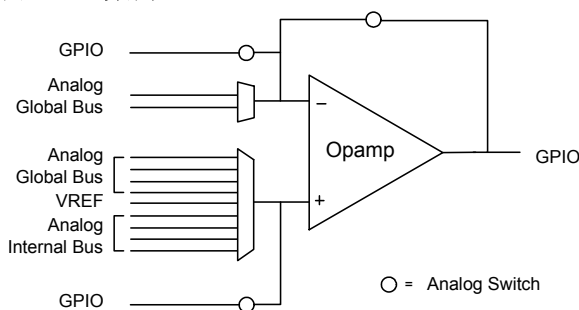 GPIO
Analog
Global Bus
−
Opamp
GPIO
Analog
Global Bus
VREF
+
Analog
Internal Bus
GPIO
= Analog Switch